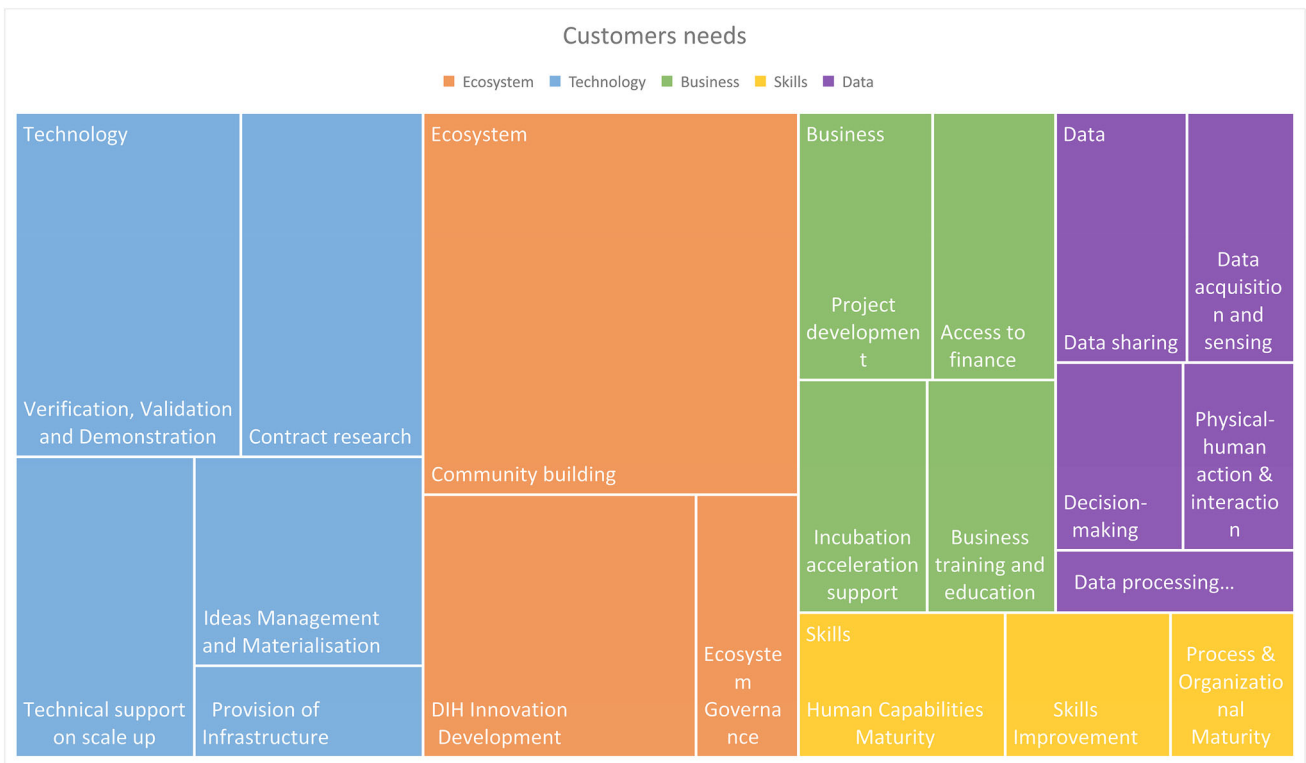 Customers needs
Ecosystem
Technology
Business
Skills
Data
Technology
Verification, Validation
and Demonstration
Contract research
Technical support
on scale up
Ideas Management
and Materialisation
Provision of
Infrastructure
Ecosystem
Community building
DIH Innovation
Development
Ecosyste
m
Governa
nce
Business
Project
developmen
t
Access to
finance
Incubation
acceleration
support
Business
training and
education
Data
Data sharing
Data
acquisitio
n and
sensing
Decision-
making
Physical-
human
action &
interactio
n
Data processing…
Skills
Human Capabilities
Maturity
Skills
Improvement
Process &
Organizatio
nal
Maturity